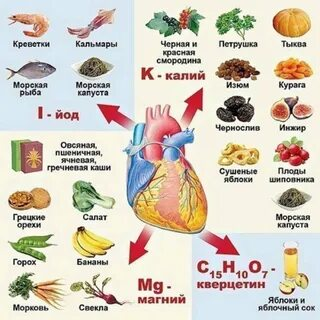 Креветки
Кальмары
Морская
рыба
Морская
капуста
I - йод
Черная и
красная
смородина
Петрушка
Тыква
К - калий
Изюм
Курага
Чернослив
Инжир
Сушеные
яблоки
Плоды
шиповника
Морская
капуста
Овсяная,
пшеничная,
ячневая,
гречневая каши
Грецкие
орехи
Салат
Горох
Бананы
Морковь
Свекла
Mg -
магний
C15H10O7 -
кверцетин
Яблоки и
яблочный сок